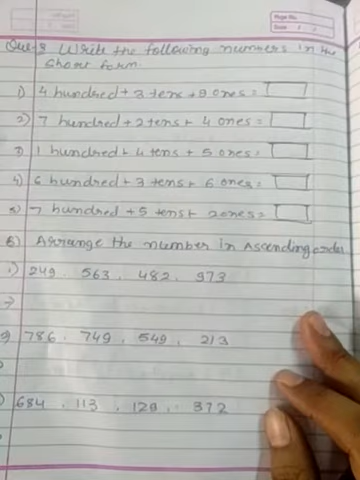 Page No.
Date / /
Que-3 Write the following numbers in the
short form.
1) 4 hundred + 3 tens + 9 ones =
2) 7 hundred + 2 tens + 4 ones =
3) 1 hundred + 4 tens + 5 ones =
4) 6 hundred + 3 tens + 6 ones =
5) 7 hundred + 5 tens + 2 ones =
6) Arrange the number in Ascending order
1) 249 . 563 . 482 . 973
→
2) 786 . 749 . 549 . 213
684 . 113 . 129 . 372